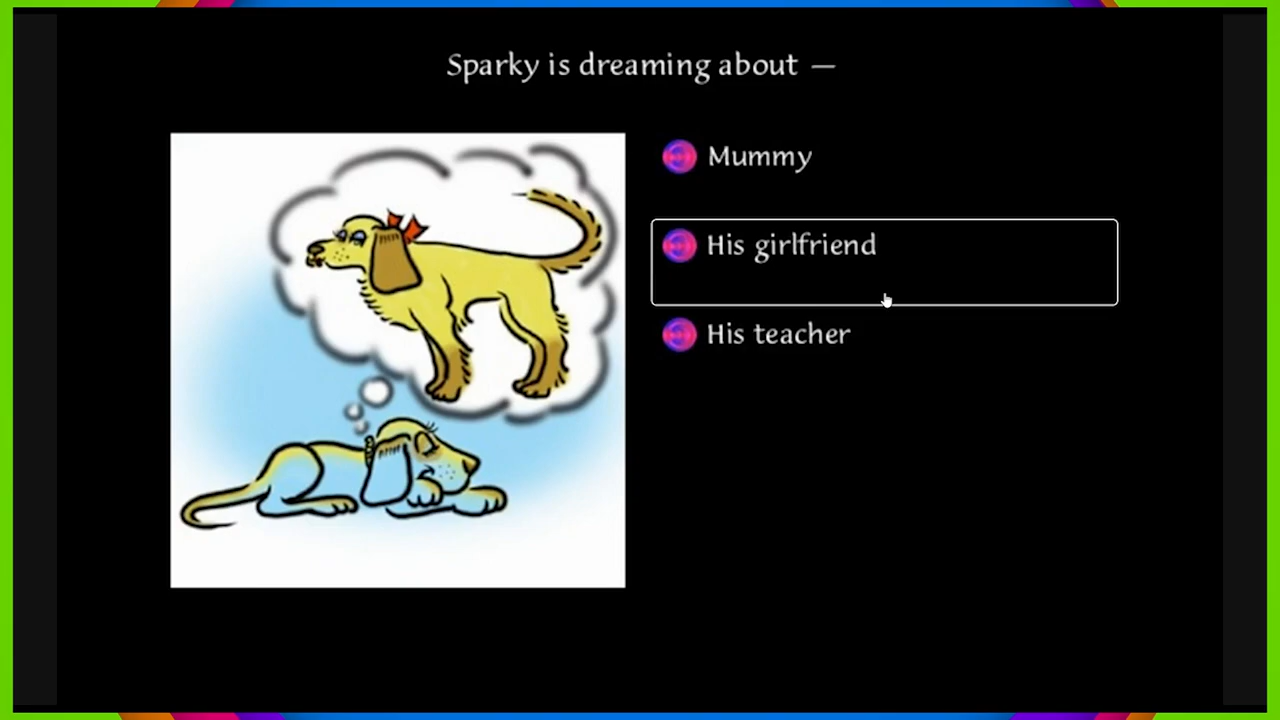 Sparky is dreaming about —
Mummy
His girlfriend
His teacher